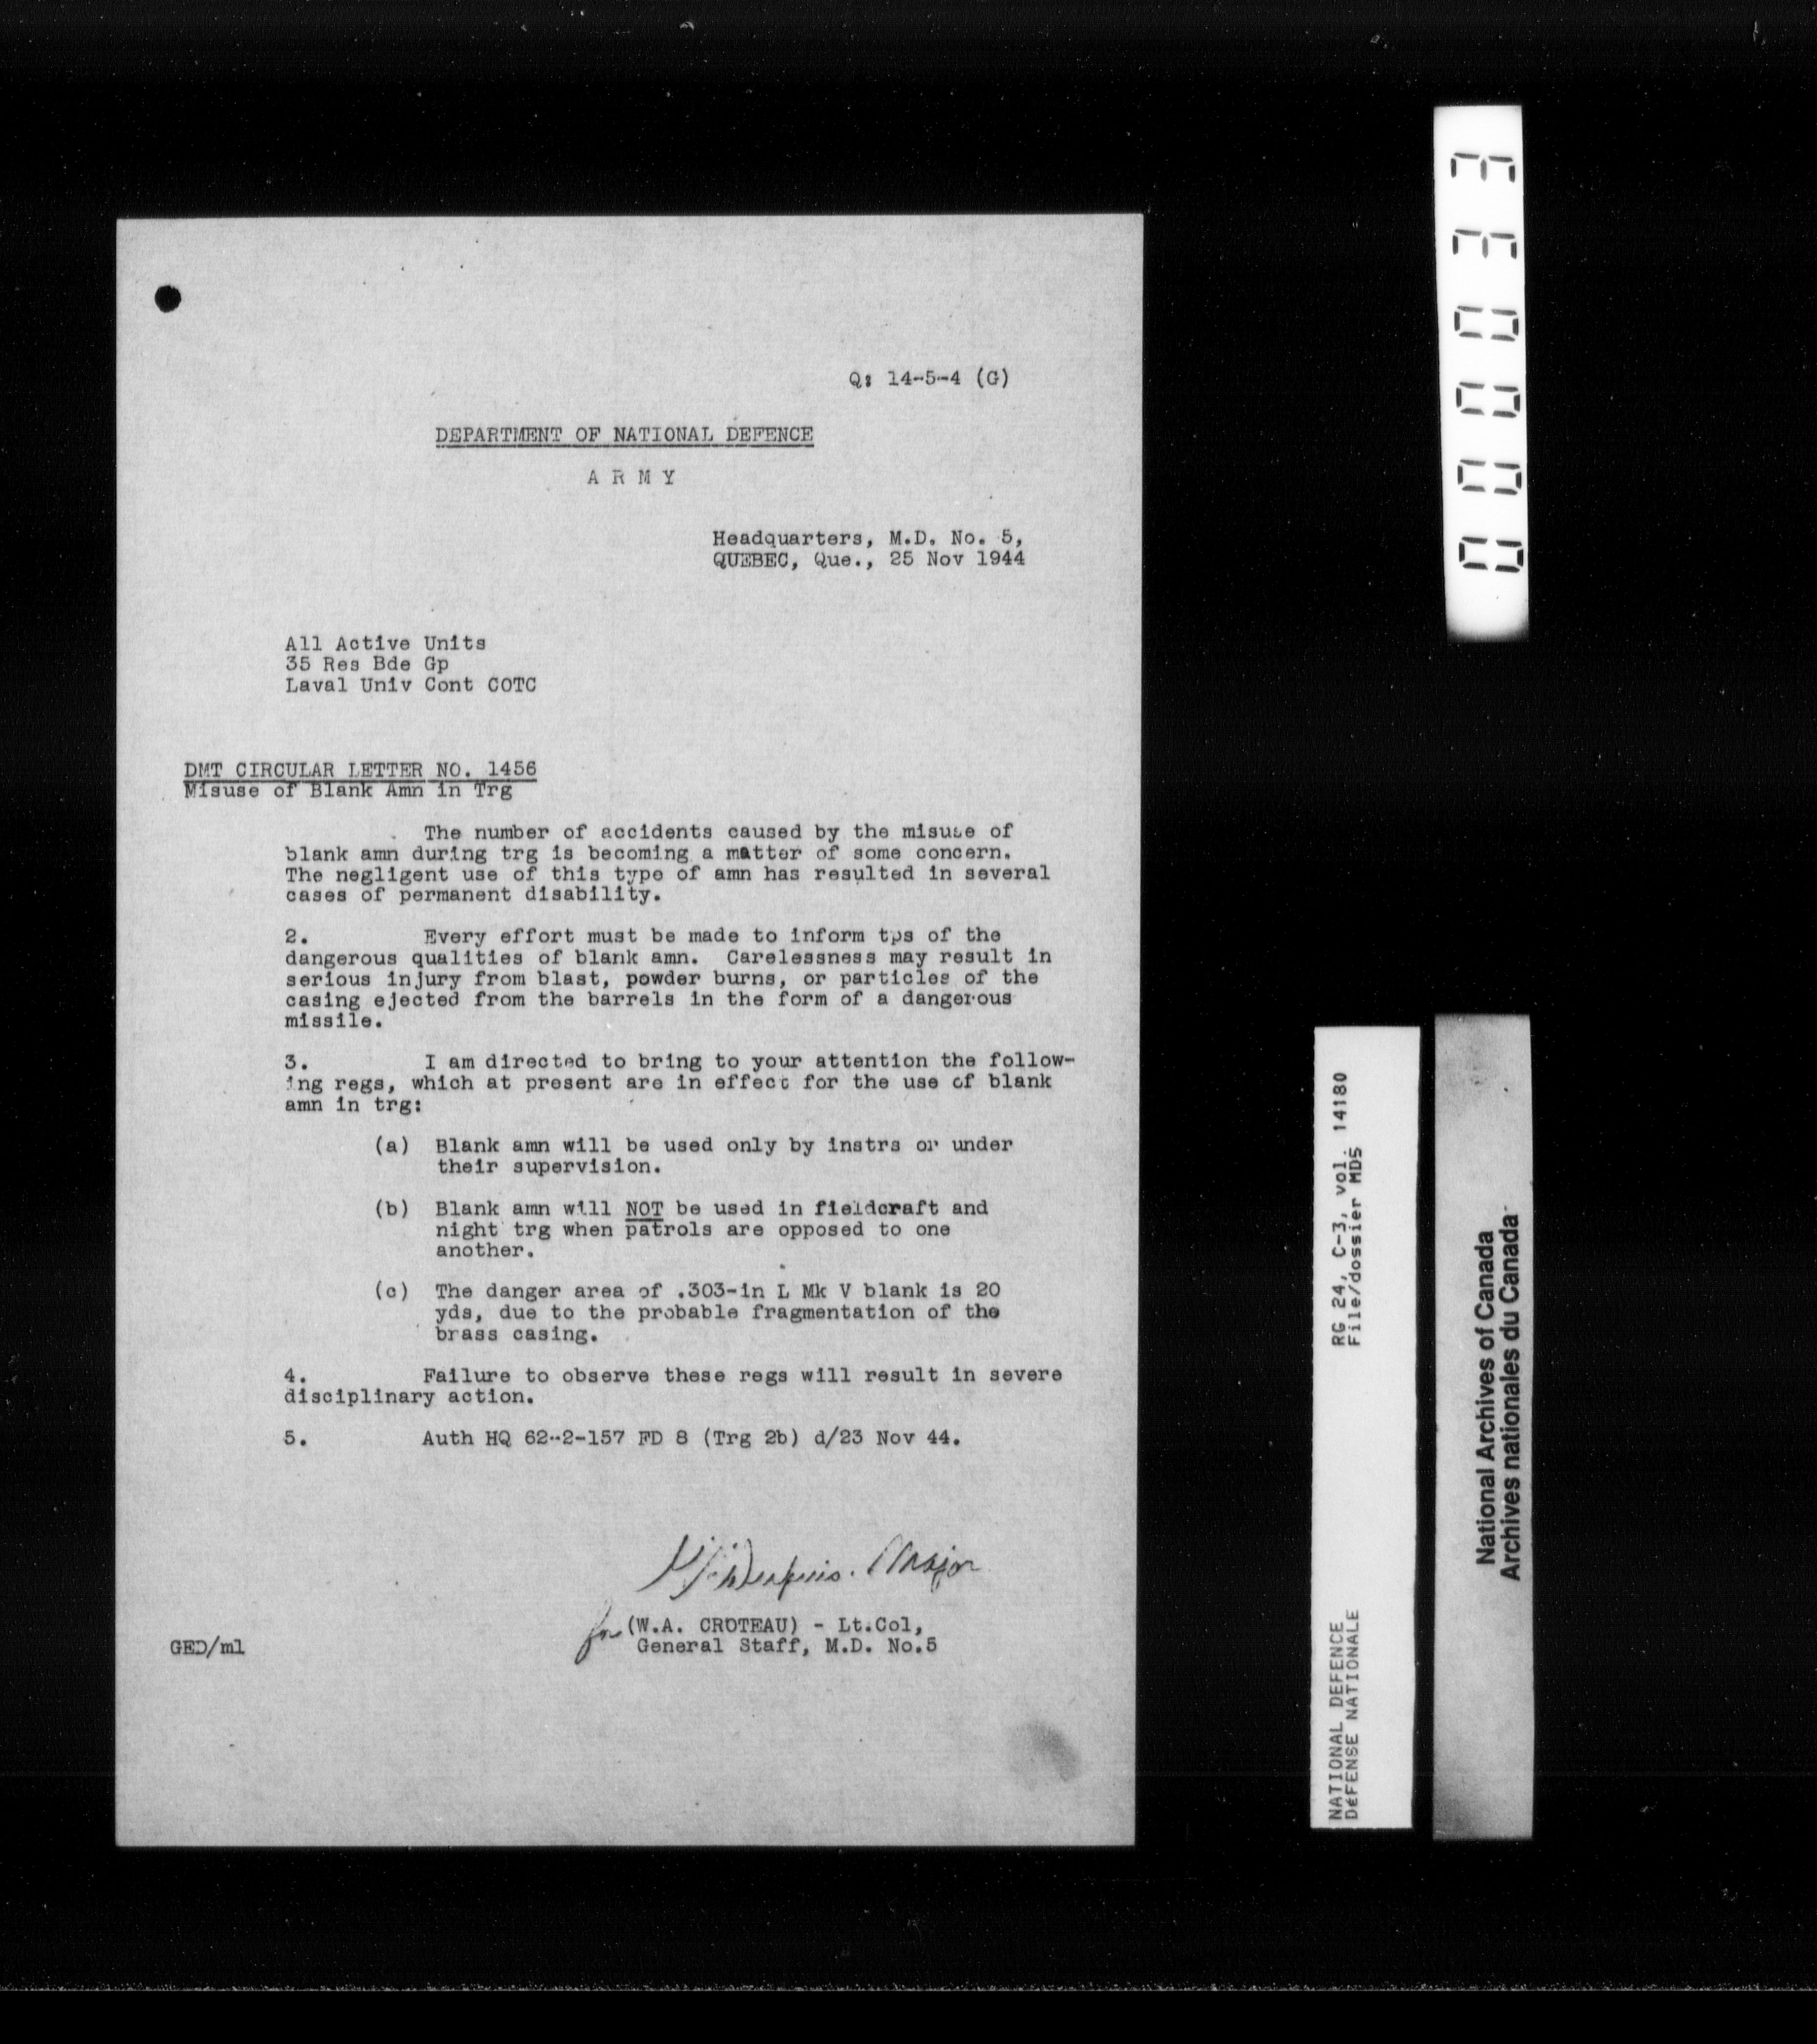 Q: 14-5-4 (G)
DEPARTMENT OF NATIONAL DEFENCE
A R M Y
Headquarters, M.D. No. 5,
QUEBEC, Que., 25 Nov 1944
All Active Units
35 Res Bde Gp
Laval Univ Cont COTC
DMT CIRCULAR LETTER NO. 1456
Misuse of Blank Amn in Trg
The number of accidents caused by the misuse of
blank amn during trg is becoming a matter of some concern.
The negligent use of this type of amn has resulted in several
cases of permanent disability.
2. Every effort must be made to inform tps of the
dangerous qualities of blank amn. Carelessness may result in
serious injury from blast, powder burns, or particles of the
casing ejected from the barrels in the form of a dangerous
missile.
3. I am directed to bring to your attention the follow-
ing regs, which at present are in effect for the use of blank
amn in trg:
(a) Blank amn will be used only by instrs or under
their supervision.
(b) Blank amn will NOT be used in fieldcraft and
night trg when patrols are opposed to one
another.
(c) The danger area of .303-in L Mk V blank is 20
yds, due to the probable fragmentation of the
brass casing.
4. Failure to observe these regs will result in severe
disciplinary action.
5. Auth HQ 62-2-157 FD 8 (Trg 2b) d/23 Nov 44.
Major
for (W.A. CROTEAU) - Lt.Col,
General Staff, M.D. No.5
GED/ml
000033
RG 24, C-3, vol. 14180
File/dossier MD5
NATIONAL DEFENCE
DéFENSE NATIONALE
National Archives of Canada
Archives nationales du Canada